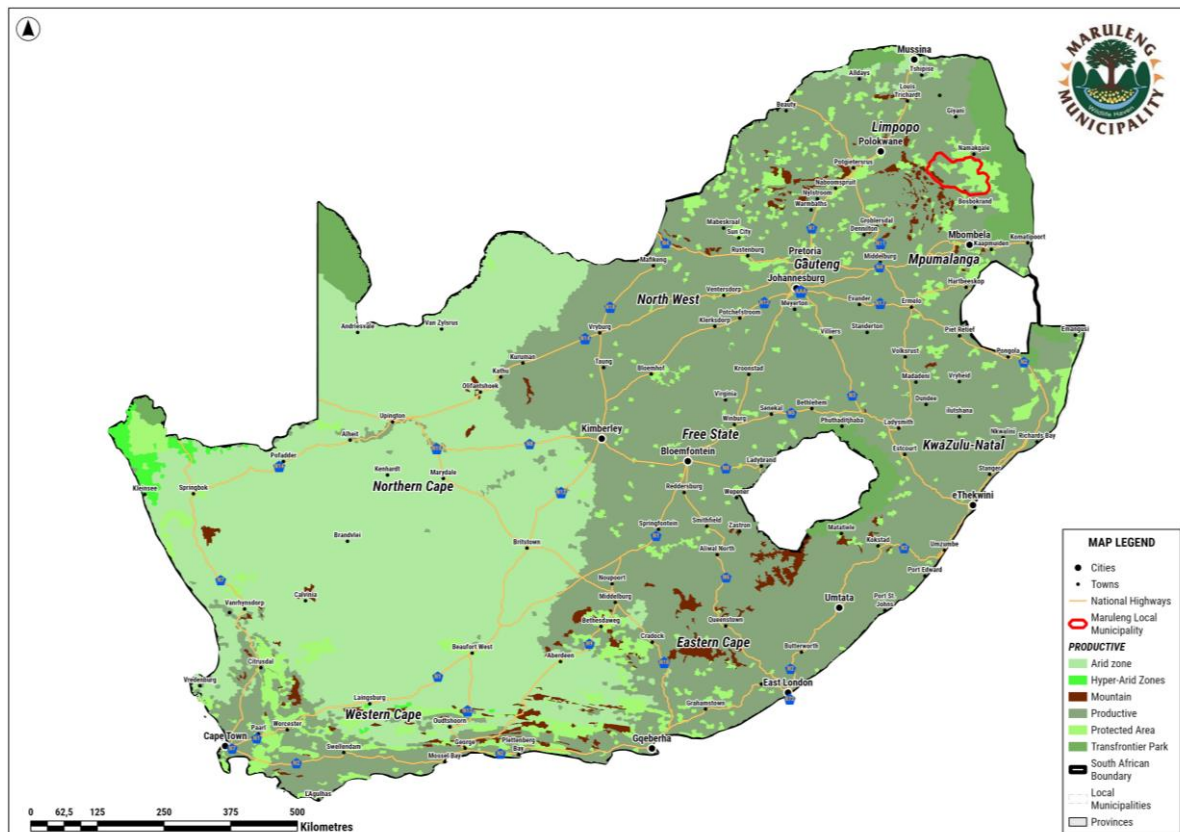 MARULENG
MUNICIPALITY
Wildlife Haven
Mussina
Alldays
Tshipise
Louis
Trichardt
Beauty
Giyani
Limpopo
Polokwane
Namakgale
Potgietersrus
Naboomspruit
Nylstroom
Warmbaths
Bosbokrand
Mabeskraal
Sun City
Groblersdal
Dennilton
Mbombela
Komatipoort
Kaapmuiden
Rustenburg
Pretoria
Middelburg
Mpumalanga
Mafikeng
Gauteng
Johannesburg
Hartbeeskop
North West
Ventersdorp
Meyerton
Evander
Ermelo
Potchefstroom
Klerksdorp
Andriesvale
Van Zylsrus
Vryburg
Villiers
Standerton
Piet Retief
Emangusi
Kuruman
Taung
Bloemhof
Volksrust
Pongola
Kathu
Kroonstad
Olifantshoek
Madadeni
Vryheid
Virginia
Senekal
Bethlehem
Dundee
Hlutshana
Upington
Winburg
Phuthaditjhaba
Ladysmith
Alheit
Kimberley
Free State
Nkwalini
Richards Bay
Pofadder
Bloemfontein
Ladybrand
Estcourt
KwaZulu-Natal
Kenhardt
Marydale
Stanger
Kleinsee
Springbok
Northern Cape
Reddersburg
Wepener
eThekwini
Springfontein
Smithfield
Zastron
Brandvlei
Matatiele
Kokstad
Umzumbe
Britstown
Aliwal North
Port Edward
Noupoort
Calvinia
Middelburg
Umtata
Port St.
Johns
Vanrhynsdorp
Bethesdaweg
Queenstown
Cradock
Eastern Cape
Butterworth
Beaufort West
Aberdeen
Citrusdal
Vredenburg
East London
Laingsburg
Grahamstown
Western Cape
Oudtshoorn
Paarl
Worcester
Cape Town
George
Plettenberg
Bay
Gqeberha
Swellendam
Mossel Bay
L'Agulhas
0 62,5 125 250 375 500
Kilometres
MAP LEGEND
Cities
Towns
National Highways
Maruleng Local
Municipality
PRODUCTIVE
Arid zone
Hyper-Arid Zones
Mountain
Productive
Protected Area
Transfrontier Park
South African
Boundary
Local
Municipalities
Provinces